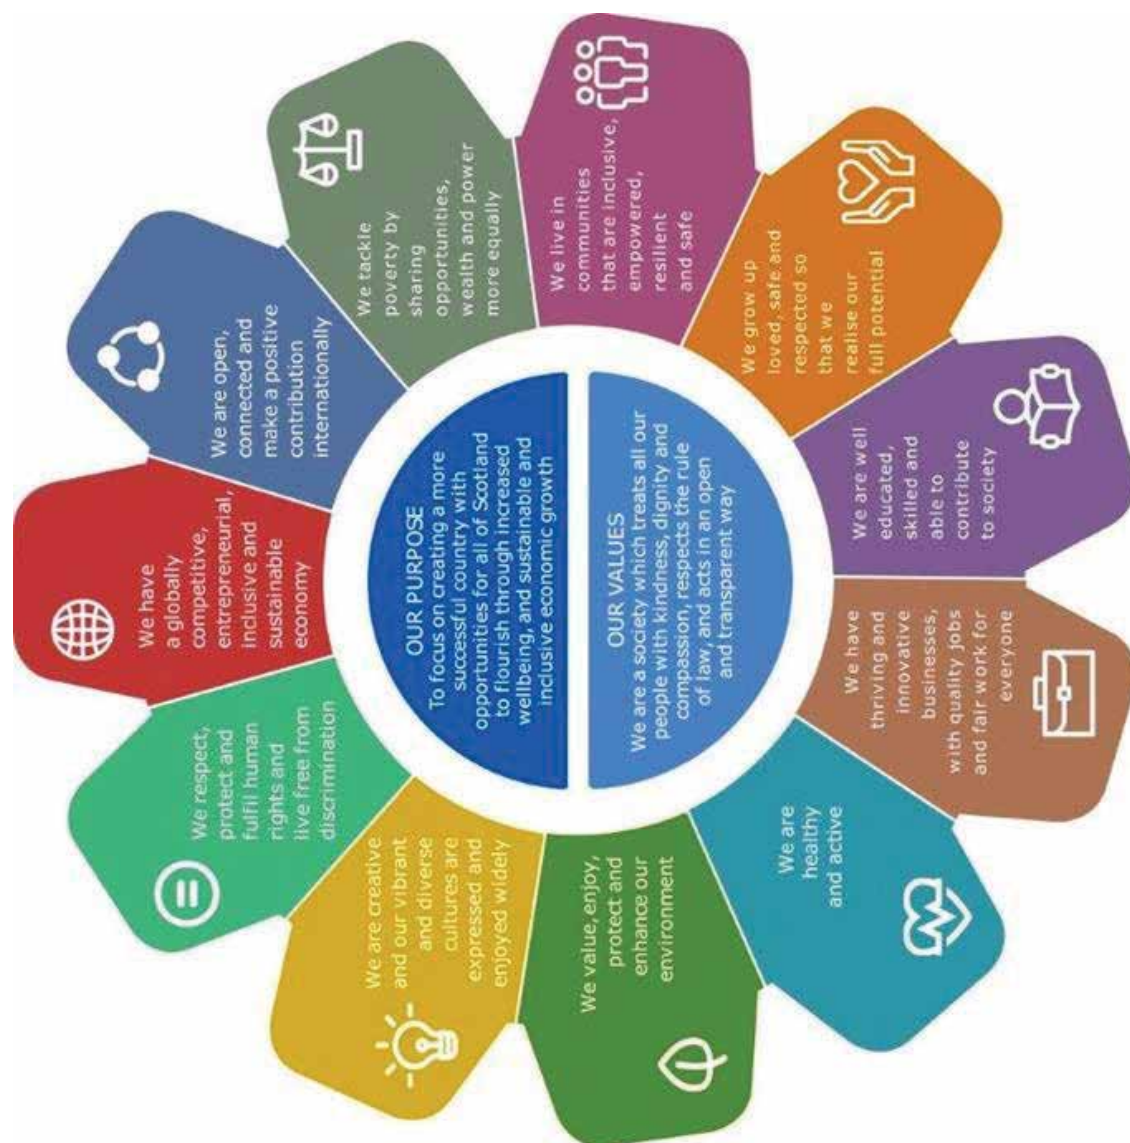 OUR PURPOSE
To focus on creating a more
successful country with
opportunities for all of Scotland
to flourish through increased
wellbeing, and sustainable and
inclusive economic growth
OUR VALUES
We are a society which treats all our
people with kindness, dignity and
compassion, respects the rule
of law, and acts in an open
and transparent way
We have
a globally
competitive,
entrepreneurial,
inclusive and
sustainable
economy
We are open,
connected and
make a positive
contribution
internationally
We tackle
poverty by
sharing
opportunities,
wealth and power
more equally
We live in
communities
that are inclusive,
empowered,
resilient
and safe
We grow up
loved, safe and
respected so
that we
realise our
full potential
We are well
educated,
skilled and
able to
contribute
to society
We have
thriving and
innovative
businesses,
with quality jobs
and fair work for
everyone
We are
healthy
and active
We value, enjoy,
protect and
enhance our
environment
We are creative
and our vibrant
and diverse
cultures are
expressed and
enjoyed widely
We respect,
protect and
fulfil human
rights and
live free from
discrimination